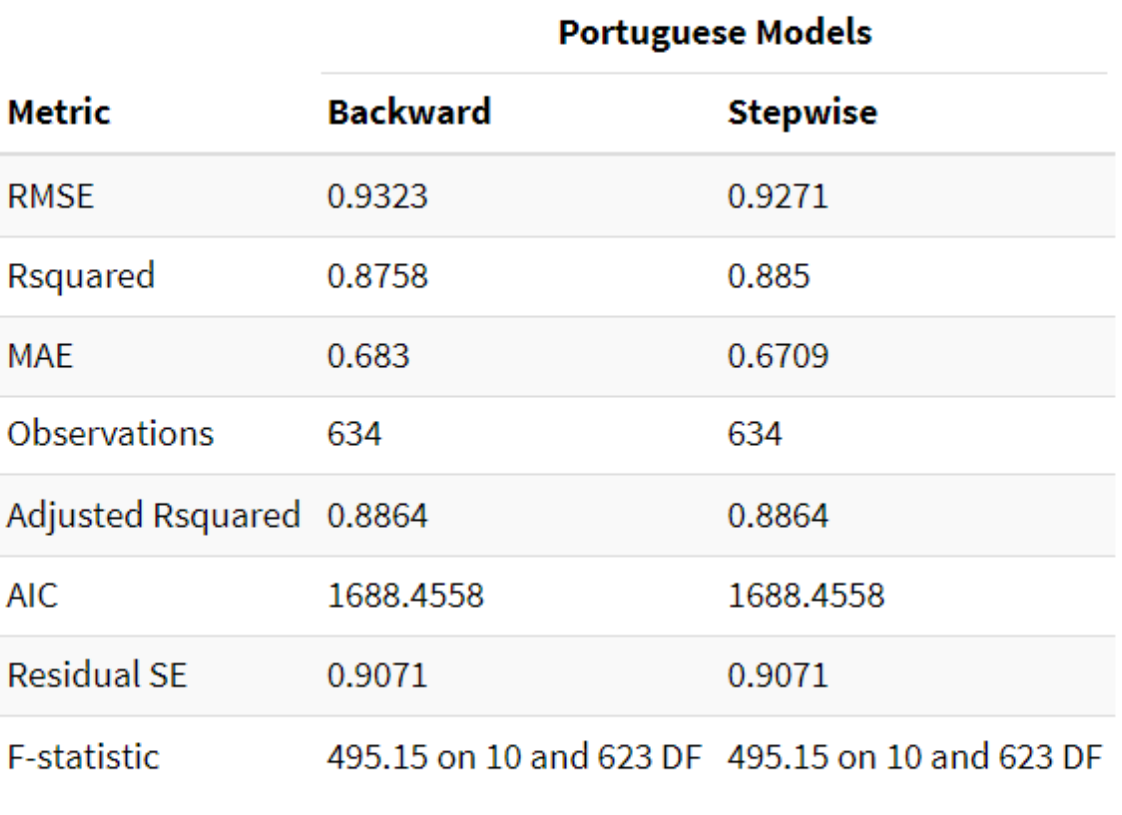 Portuguese Models
Metric Backward Stepwise
RMSE 0.9323 0.9271
Rsquared 0.8758 0.885
MAE 0.683 0.6709
Observations 634 634
Adjusted Rsquared 0.8864 0.8864
AIC 1688.4558 1688.4558
Residual SE 0.9071 0.9071
F-statistic 495.15 on 10 and 623 DF 495.15 on 10 and 623 DF